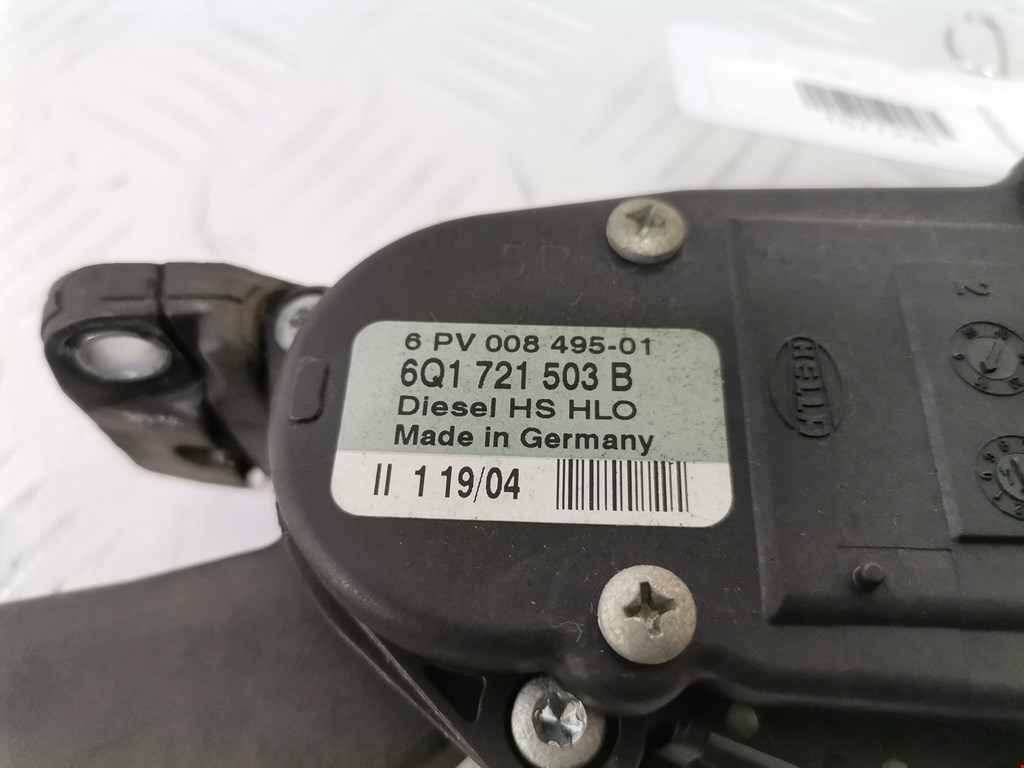 6 PV 008 495-01
6Q1 721 503 B
Diesel HS HLO
Made in Germany
II 1 19/04
HELLA
2